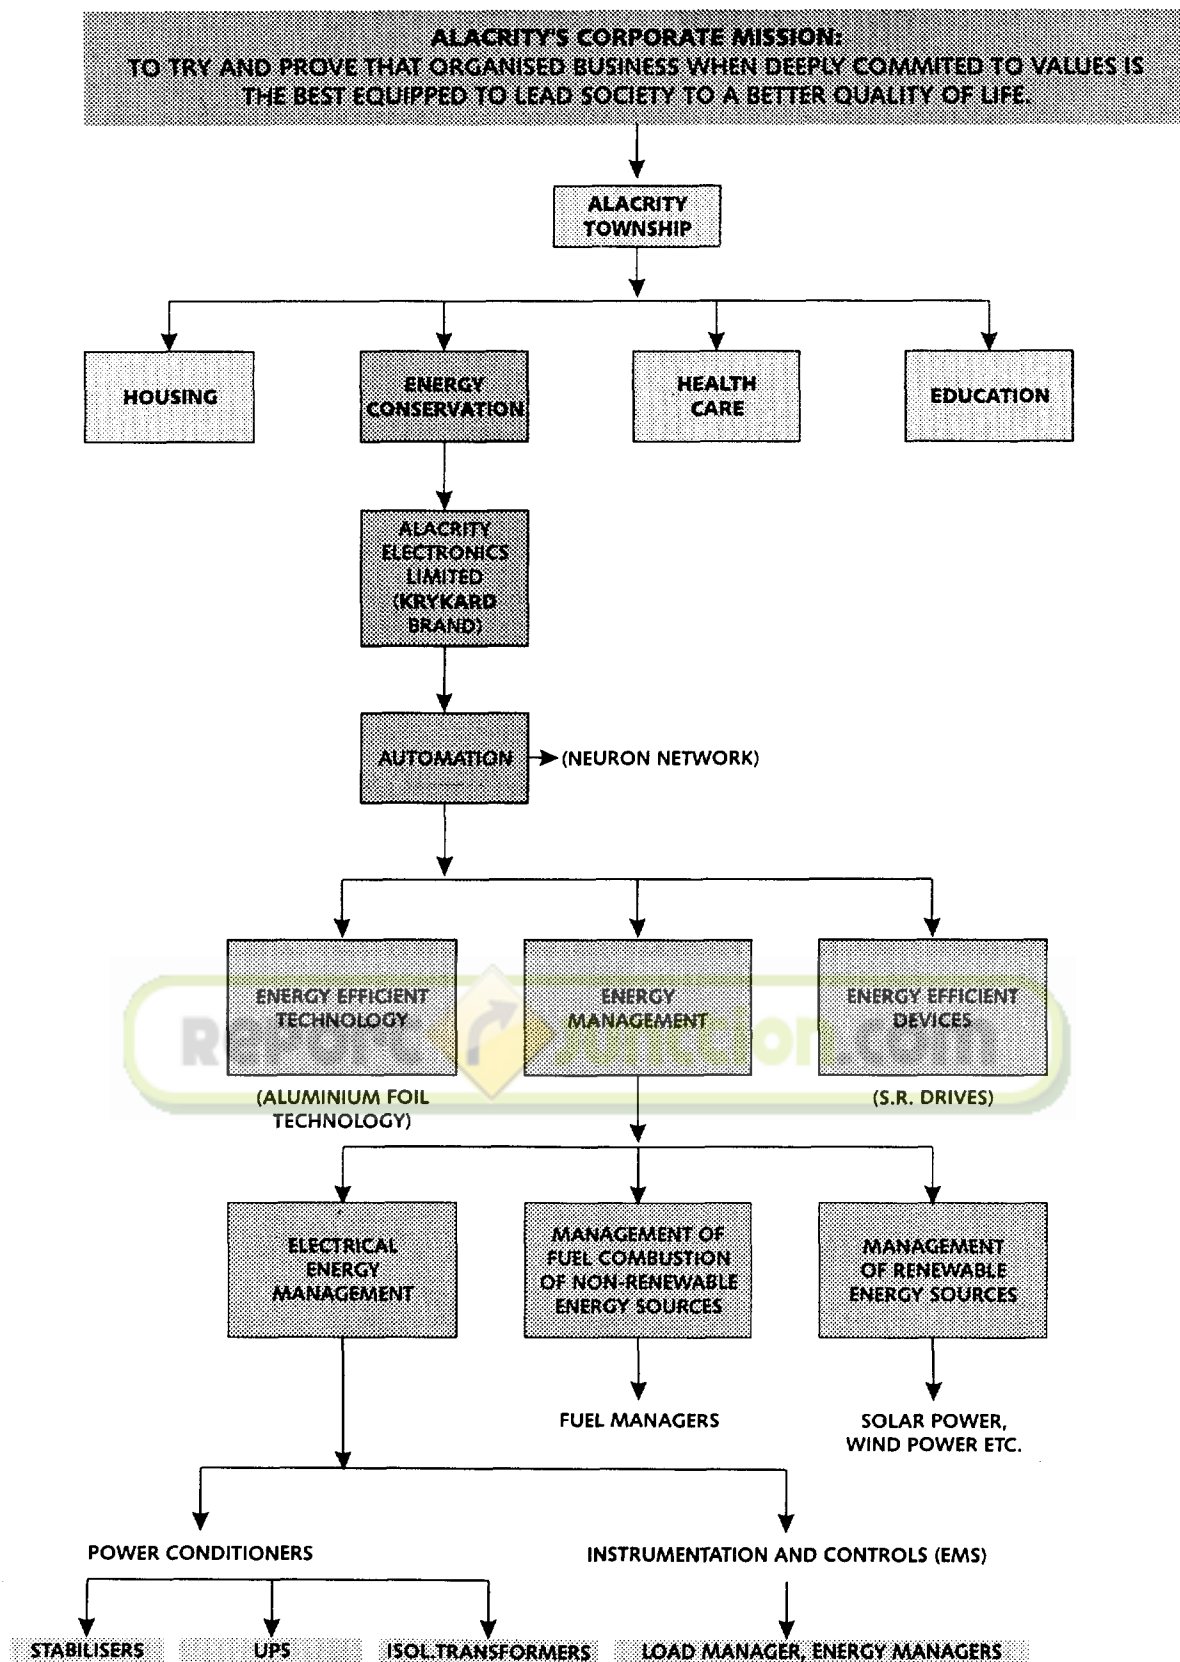 ALACRITY'S CORPORATE MISSION:
TO TRY AND PROVE THAT ORGANISED BUSINESS WHEN DEEPLY COMMITED TO VALUES IS
THE BEST EQUIPPED TO LEAD SOCIETY TO A BETTER QUALITY OF LIFE.
ALACRITY
TOWNSHIP
HOUSING
ENERGY
CONSERVATION
HEALTH
CARE
EDUCATION
ALACRITY
ELECTRONICS
LIMITED
(KRYKARD
BRAND)
AUTOMATION
(NEURON NETWORK)
ENERGY EFFICIENT
TECHNOLOGY
ENERGY
MANAGEMENT
ENERGY EFFICIENT
DEVICES
Report Junction.com
(ALUMINIUM FOIL
TECHNOLOGY)
(S.R. DRIVES)
ELECTRICAL
ENERGY
MANAGEMENT
MANAGEMENT OF
FUEL COMBUSTION
OF NON-RENEWABLE
ENERGY SOURCES
MANAGEMENT
OF RENEWABLE
ENERGY SOURCES
FUEL MANAGERS
SOLAR POWER,
WIND POWER ETC.
POWER CONDITIONERS
INSTRUMENTATION AND CONTROLS (EMS)
STABILISERS
UPS
ISOL.TRANSFORMERS
LOAD MANAGER, ENERGY MANAGERS